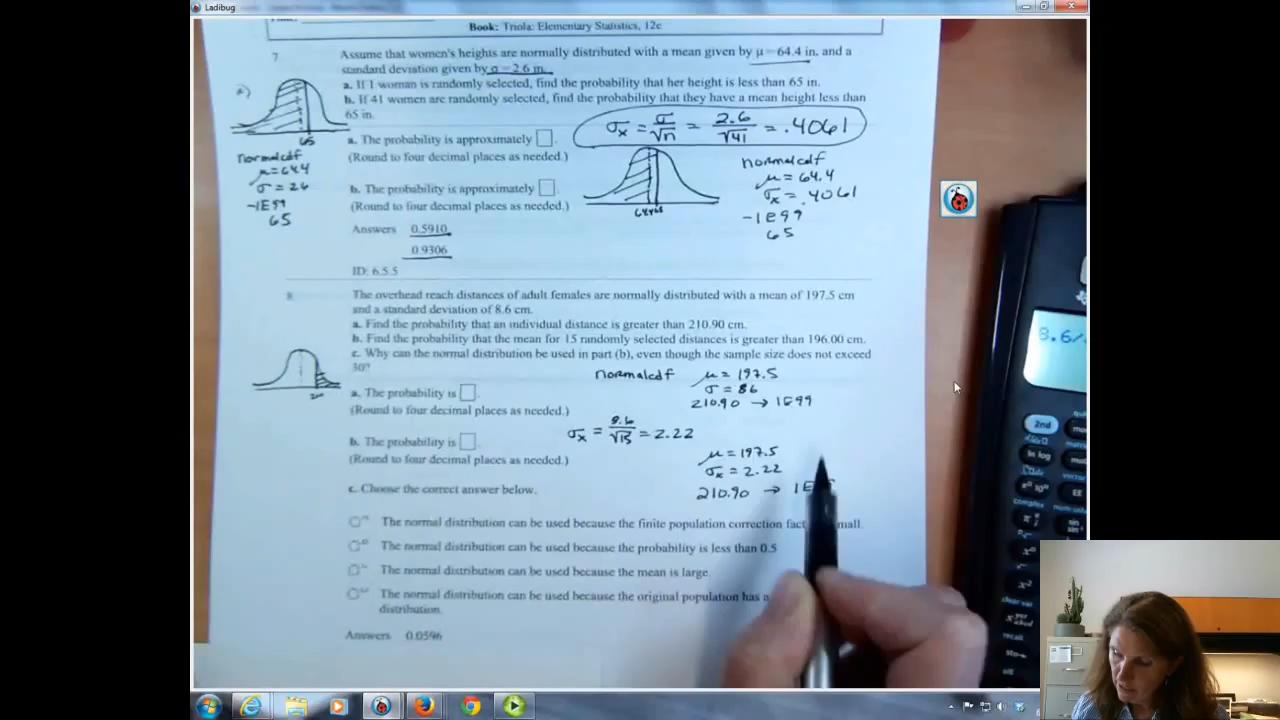 Ladibug
Book: Triola: Elementary Statistics, 12e
7
Assume that women's heights are normally distributed with a mean given by μ = 64.4 in, and a
standard deviation given by σ = 2.6 in.
a. If 1 woman is randomly selected, find the probability that her height is less than 65 in.
b. If 41 women are randomly selected, find the probability that they have a mean height less than
65 in.
a)
65
σx = σ/√n = 2.6/√41 = .4061
a. The probability is approximately
(Round to four decimal places as needed.)
normalcdf
μ = 64.4
σ = 26
-1E99
65
normalcdf
μ = 64.4
σx = .4061
-1E99
65
b. The probability is approximately
(Round to four decimal places as needed.)
Answers 0.5910
0.9306
ID: 6.5.5
8
The overhead reach distances of adult females are normally distributed with a mean of 197.5 cm
and a standard deviation of 8.6 cm.
a. Find the probability that an individual distance is greater than 210.90 cm.
b. Find the probability that the mean for 15 randomly selected distances is greater than 196.00 cm.
c. Why can the normal distribution be used in part (b), even though the sample size does not exceed
30?
normalcdf μ = 197.5
σ = 86
210.90 → 1E99
a. The probability is
(Round to four decimal places as needed.)
σx = 8.6/√15 = 2.22
b. The probability is
(Round to four decimal places as needed.)
μ = 197.5
σx = 2.22
210.90 → 1E
c. Choose the correct answer below.
The normal distribution can be used because the finite population correction fact small.
The normal distribution can be used because the probability is less than 0.5
The normal distribution can be used because the mean is large.
The normal distribution can be used because the original population has a
distribution.
Answers 0.0596
8.6/
2nd
ln log
EE
sin
x²
recall